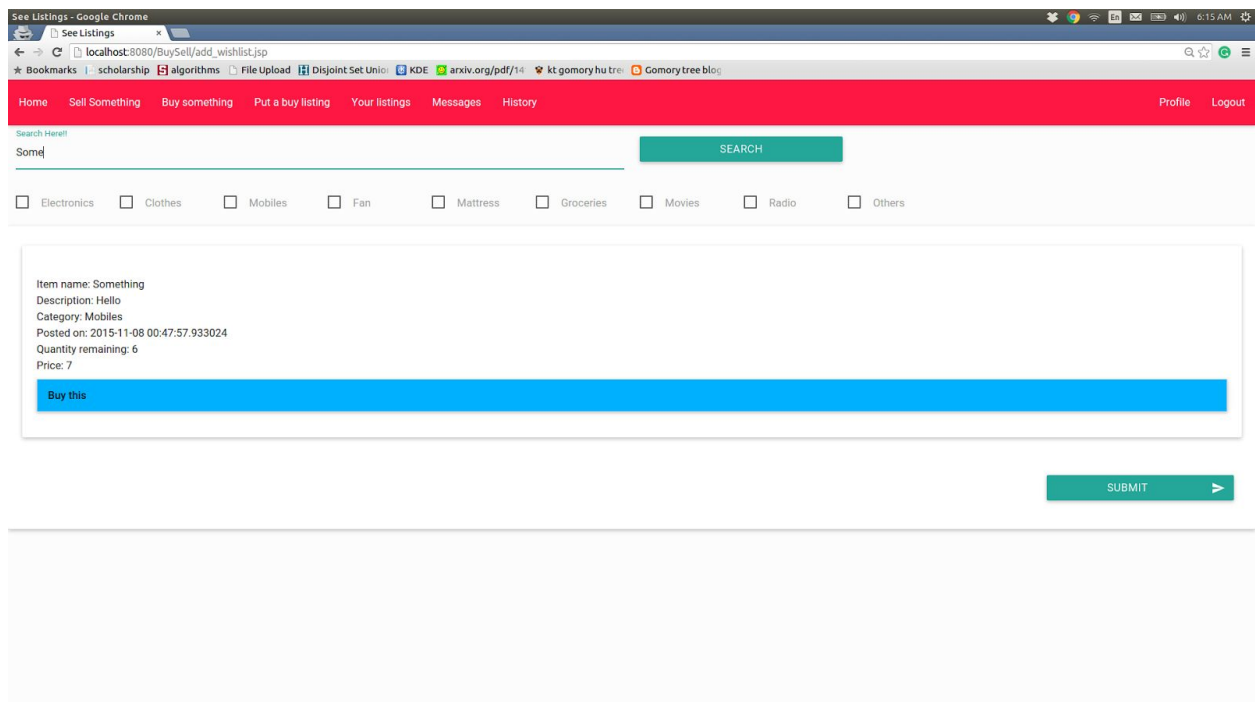 See Listings - Google Chrome
En 6:15 AM
See Listings ×
localhost:8080/BuySell/add_wishlist.jsp
Bookmarks scholarship algorithms File Upload Disjoint Set Unio KDE arxiv.org/pdf/14 kt gomory hu tre Gomory tree blog
Home Sell Something Buy something Put a buy listing Your listings Messages History Profile Logout
Search Here!!
Some
SEARCH
Electronics Clothes Mobiles Fan Mattress Groceries Movies Radio Others
Item name: Something
Description: Hello
Category: Mobiles
Posted on: 2015-11-08 00:47:57.933024
Quantity remaining: 6
Price: 7
Buy this
SUBMIT